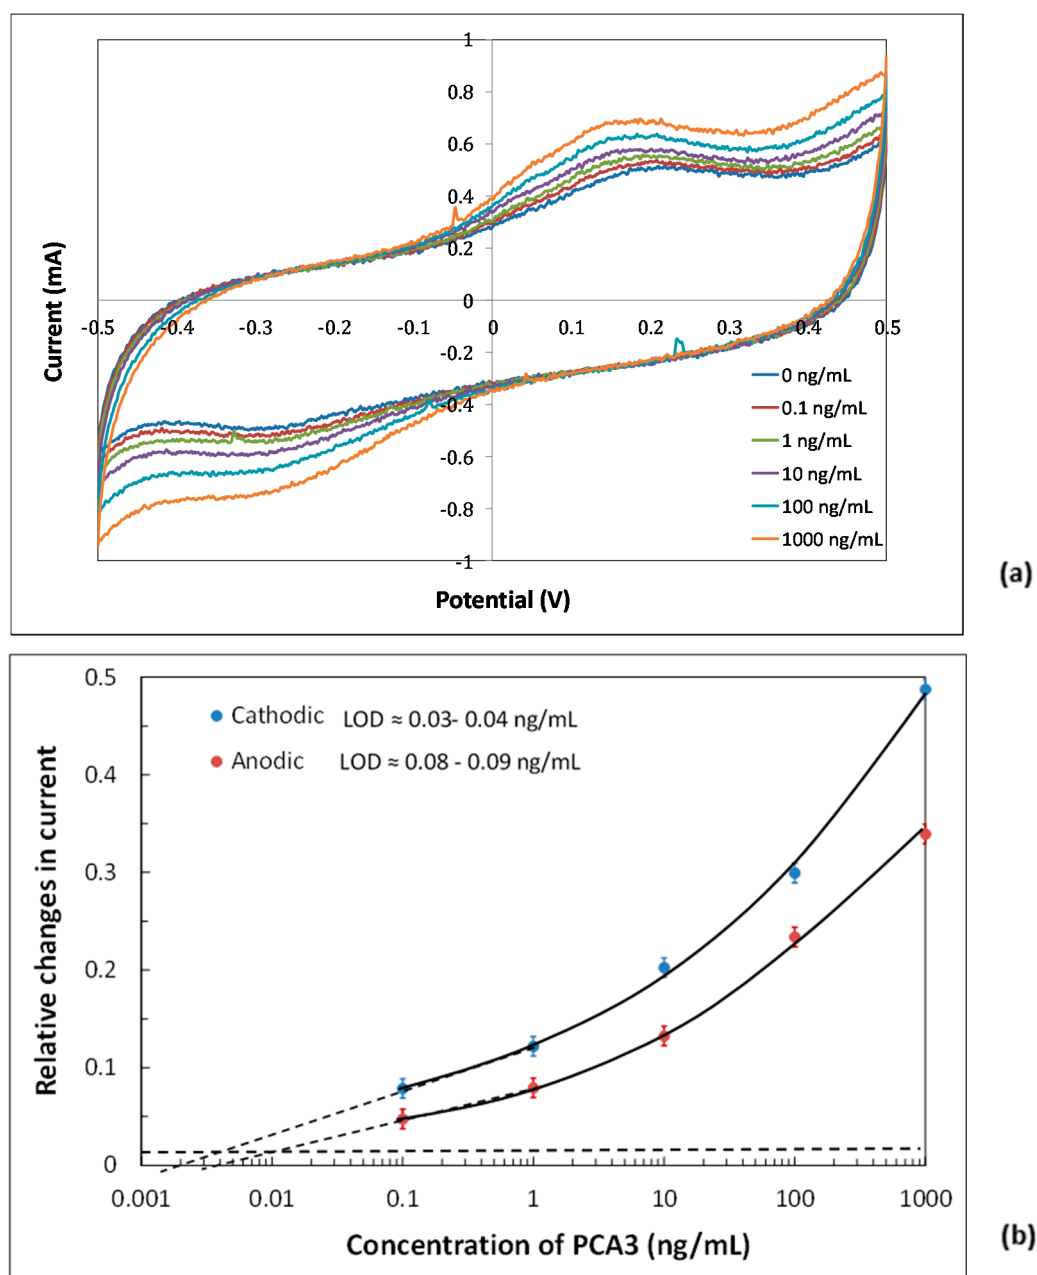 1
0.8
0.6
0.4
0.2
0
-0.2
-0.4
-0.6
-0.8
-1
Current (mA)
-0.5 -0.4 -0.3 -0.2 -0.1 0 0.1 0.2 0.3 0.4 0.5
0 ng/mL
0.1 ng/mL
1 ng/mL
10 ng/mL
100 ng/mL
1000 ng/mL
Potential (V)
(a)
0.5
0.4
0.3
0.2
0.1
0
Relative changes in current
Cathodic LOD ≈ 0.03- 0.04 ng/mL
Anodic LOD ≈ 0.08 - 0.09 ng/mL
0.001 0.01 0.1 1 10 100 1000
Concentration of PCA3 (ng/mL)
(b)